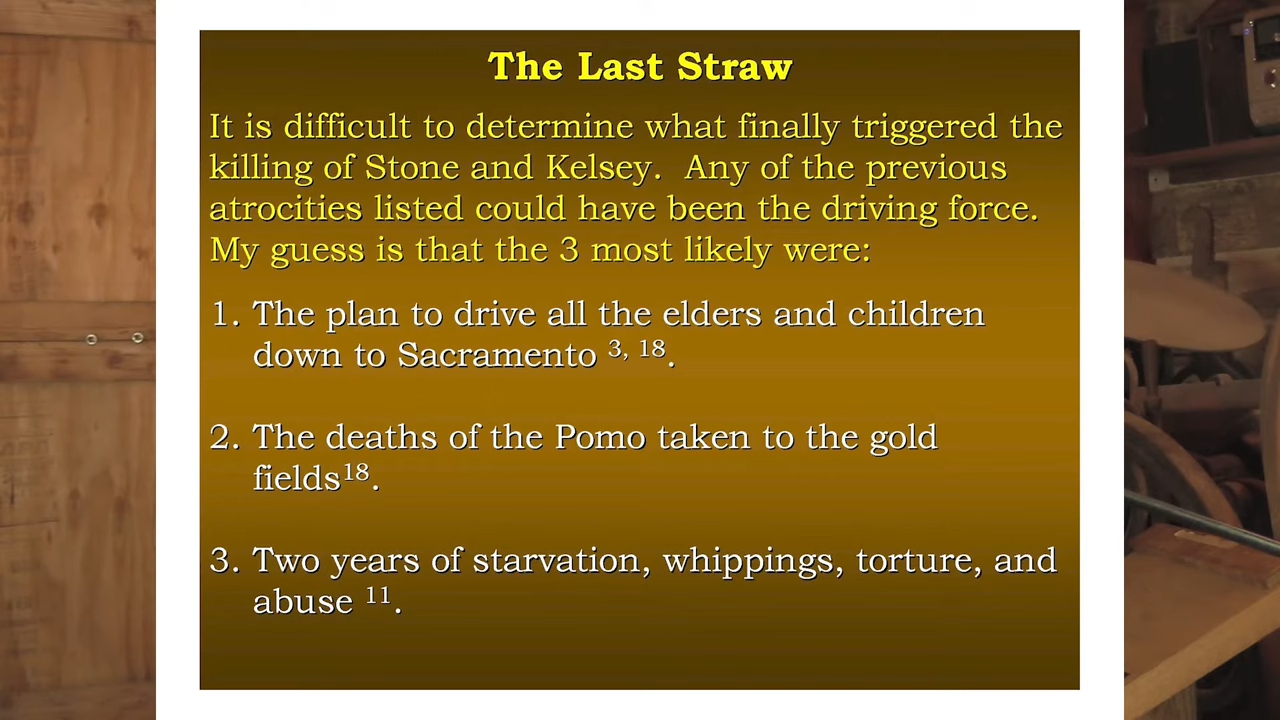 The Last Straw
It is difficult to determine what finally triggered the
killing of Stone and Kelsey.  Any of the previous
atrocities listed could have been the driving force.
My guess is that the 3 most likely were:
1. The plan to drive all the elders and children
down to Sacramento 3, 18.
2. The deaths of the Pomo taken to the gold
fields18.
3. Two years of starvation, whippings, torture, and
abuse 11.